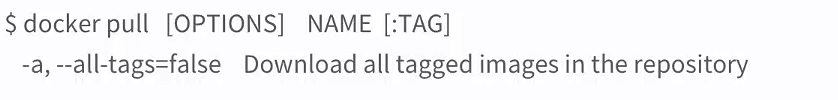 $ docker pull [OPTIONS] NAME [:TAG]
-a, --all-tags=false Download all tagged images in the repository